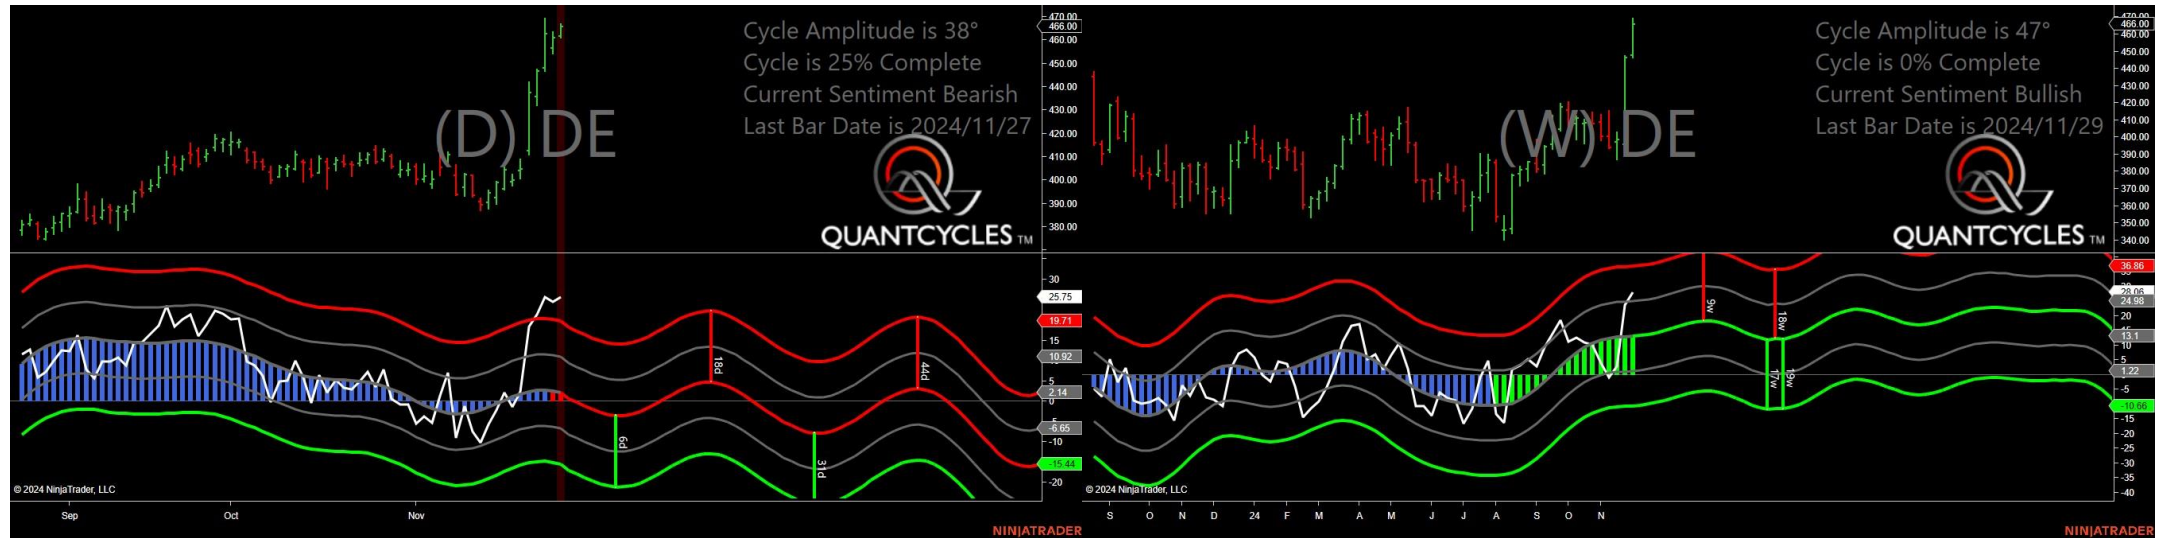 Cycle Amplitude is 38°
Cycle is 25% Complete
Current Sentiment Bearish
Last Bar Date is 2024/11/27
(D) DE
QUANTCYCLES TM
470.00
466.00
460.00
450.00
440.00
430.00
420.00
410.00
400.00
390.00
380.00
30
25.75
19.71
15
10.92
5
2.14
0
-6.65
-10
-15.44
-20
18d
44d
6d
31d
© 2024 NinjaTrader, LLC
Sep Oct Nov
NINJATRADER
Cycle Amplitude is 47°
Cycle is 0% Complete
Current Sentiment Bullish
Last Bar Date is 2024/11/29
(W) DE
QUANTCYCLES TM
470.00
466.00
460.00
450.00
440.00
430.00
420.00
410.00
400.00
390.00
380.00
370.00
360.00
350.00
340.00
36.86
28.06
24.98
20
15
13.1
10
5
1.22
-5
-10.66
-15
-20
-25
-30
-35
-40
9w
18w
17w
19w
© 2024 NinjaTrader, LLC
S O N D 24 F M A M J J A S O N
NINJATRADER